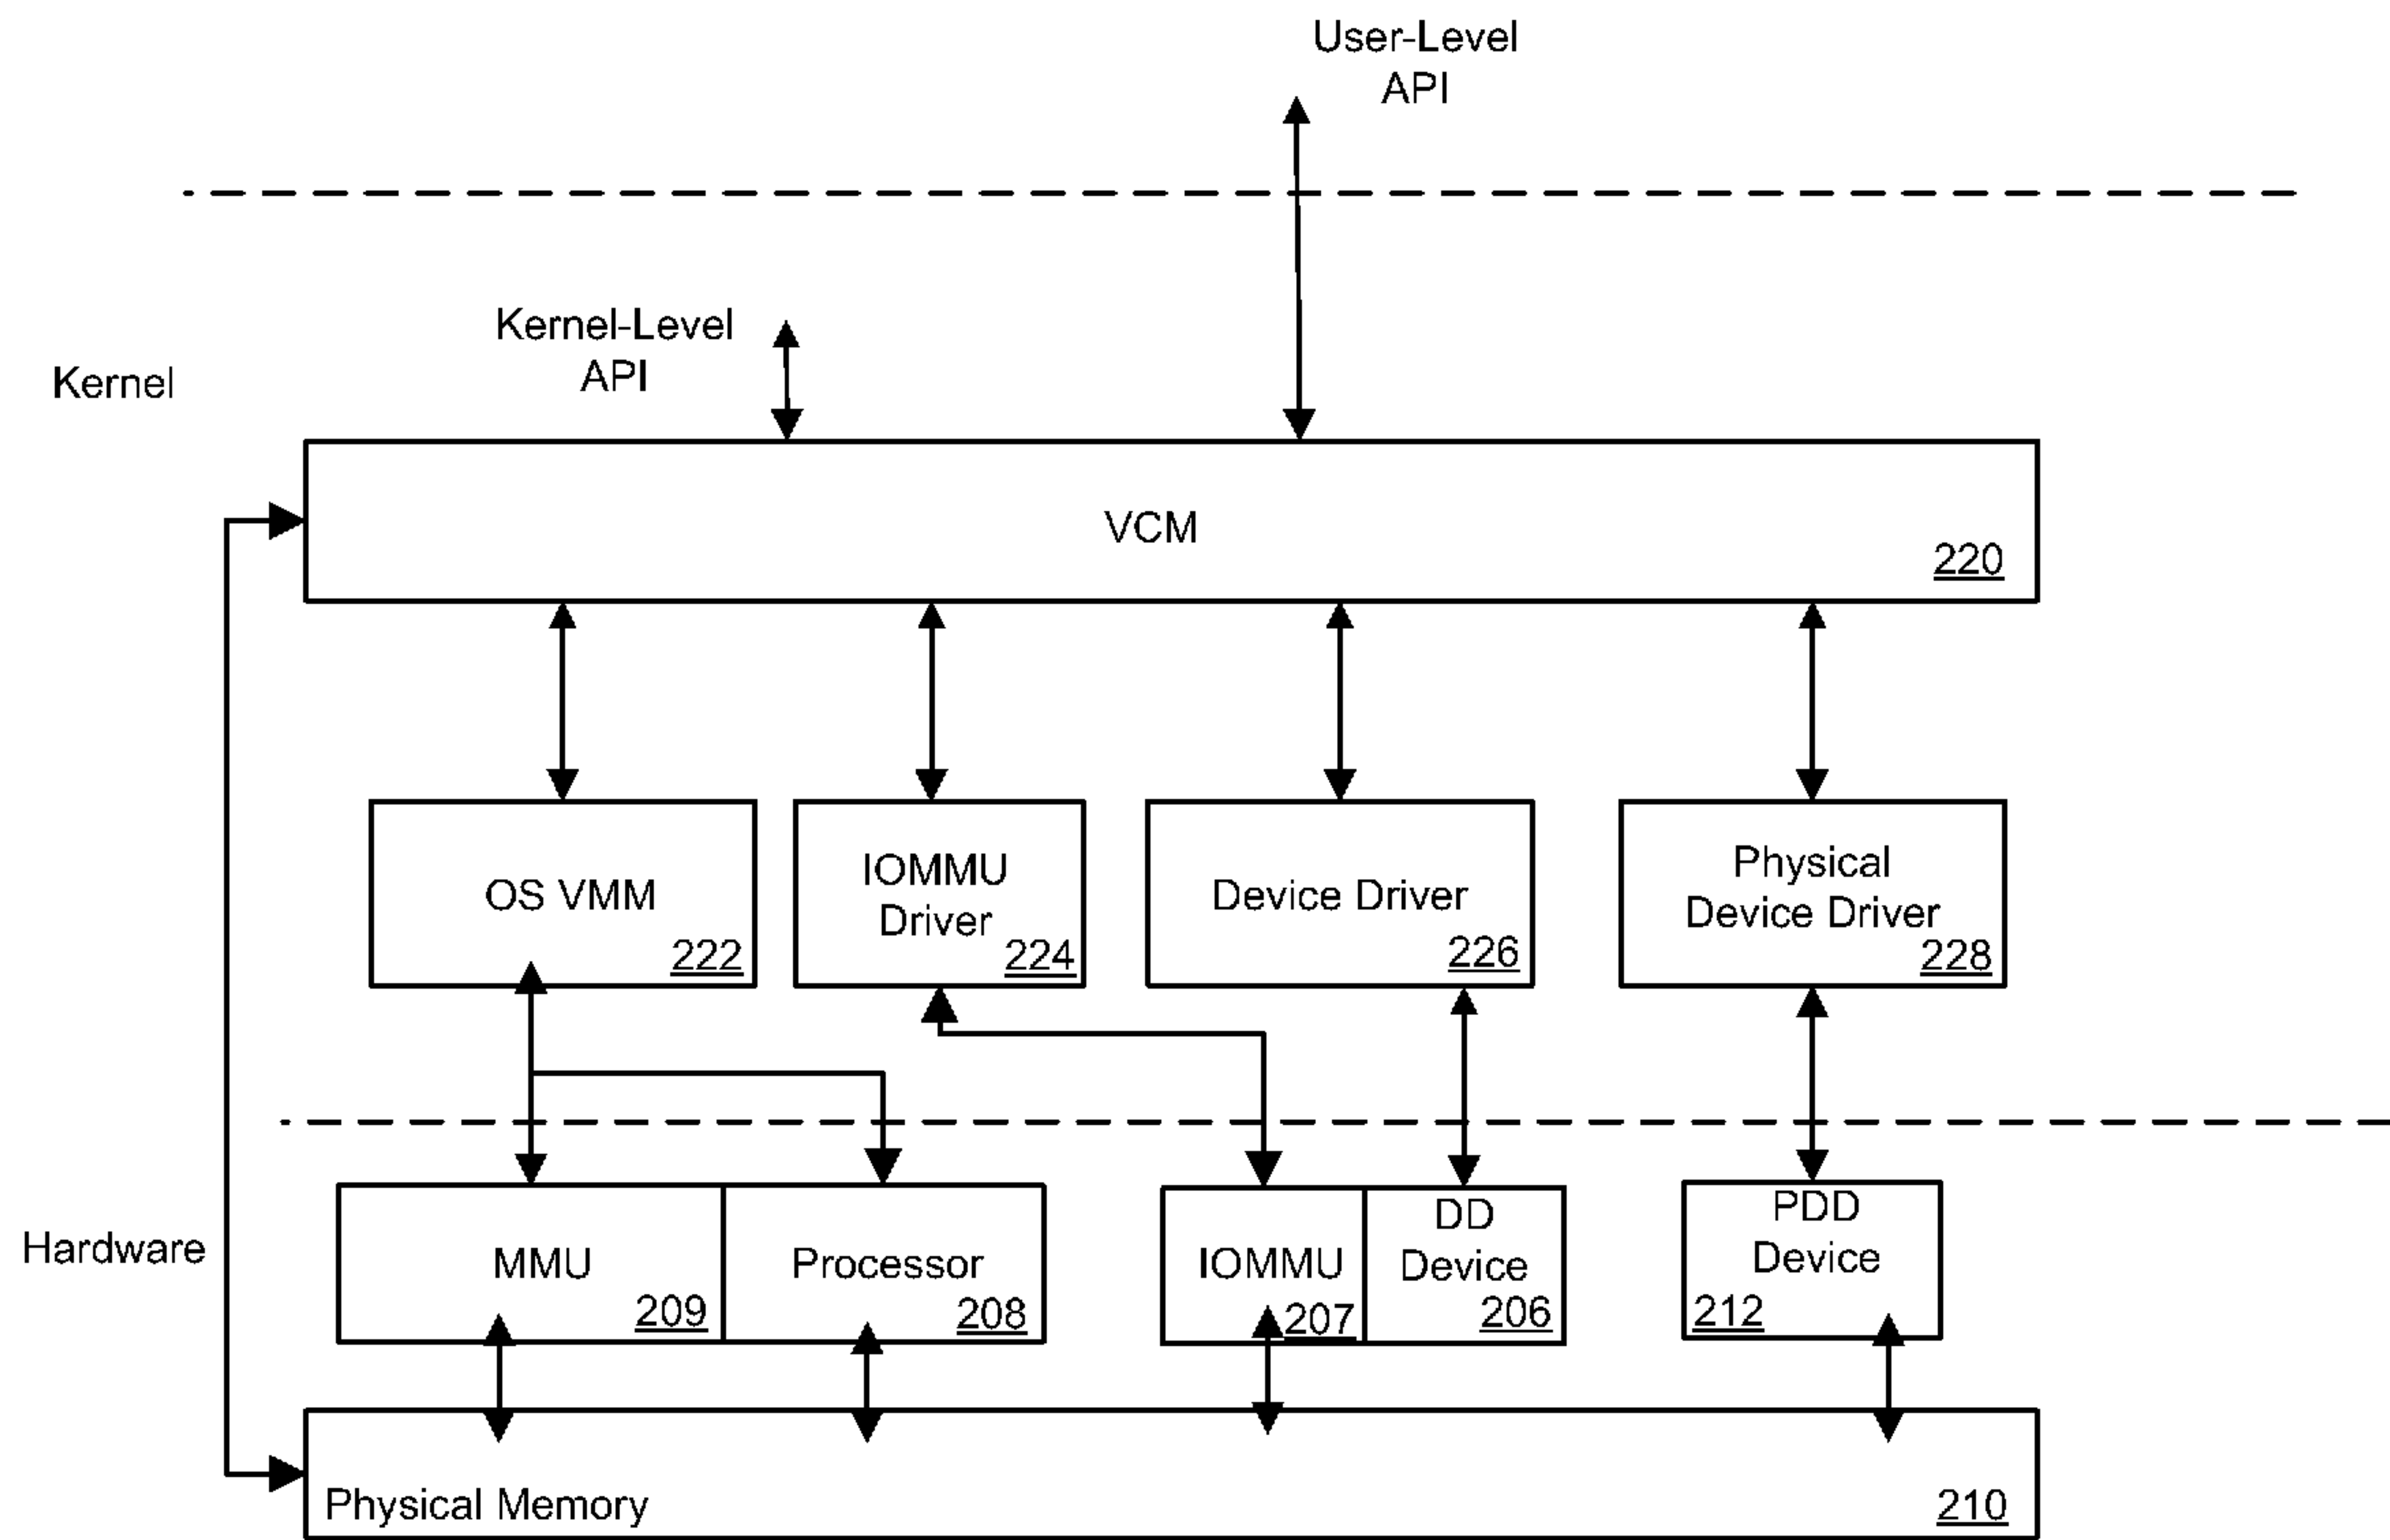 User-Level
API
Kernel-Level
API
Kernel
VCM
220
OS VMM
222
IOMMU
Driver
224
Device Driver
226
Physical
Device Driver
228
Hardware
MMU
209
Processor
208
IOMMU
207
DD
Device
206
PDD
Device
212
Physical Memory
210